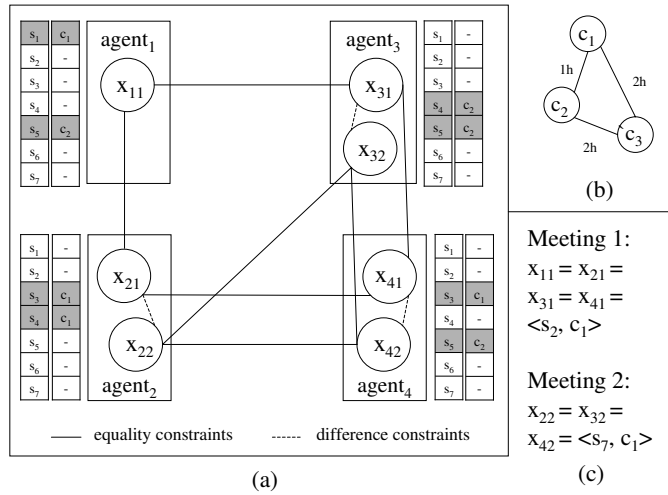 agent₁
s₁ c₁
s₂ -
s₃ -
s₄ -
s₅ c₂
s₆ -
s₇ -
x₁₁
agent₃
x₃₁
x₃₂
s₁ -
s₂ -
s₃ -
s₄ c₂
s₅ c₂
s₆ -
s₇ -
s₁ -
s₂ -
s₃ c₁
s₄ c₁
s₅ -
s₆ -
s₇ -
x₂₁
x₂₂
agent₂
x₄₁
x₄₂
agent₄
s₁ -
s₂ -
s₃ c₁
s₄ -
s₅ c₂
s₆ -
s₇ -
equality constraints
difference constraints
(a)
c₁
1h
2h
c₂
c₃
2h
(b)
Meeting 1:
x₁₁ = x₂₁ =
x₃₁ = x₄₁ =
<s₂, c₁>
Meeting 2:
x₂₂ = x₃₂ =
x₄₂ = <s₇, c₁>
(c)